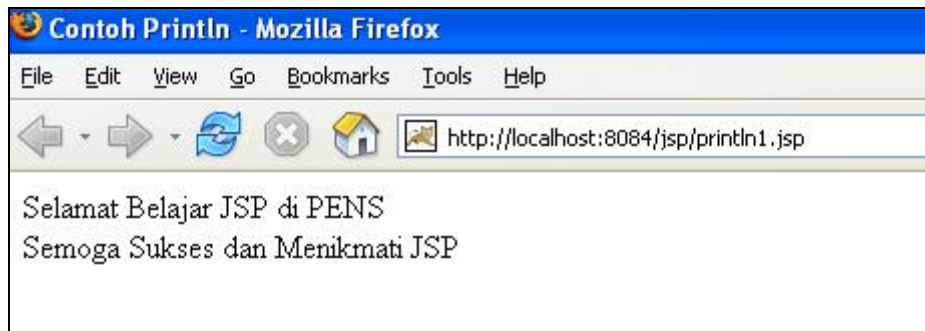 Contoh Println - Mozilla Firefox
File Edit View Go Bookmarks Tools Help
http://localhost:8084/jsp/println1.jsp
Selamat Belajar JSP di PENS
Semoga Sukses dan Menikmati JSP